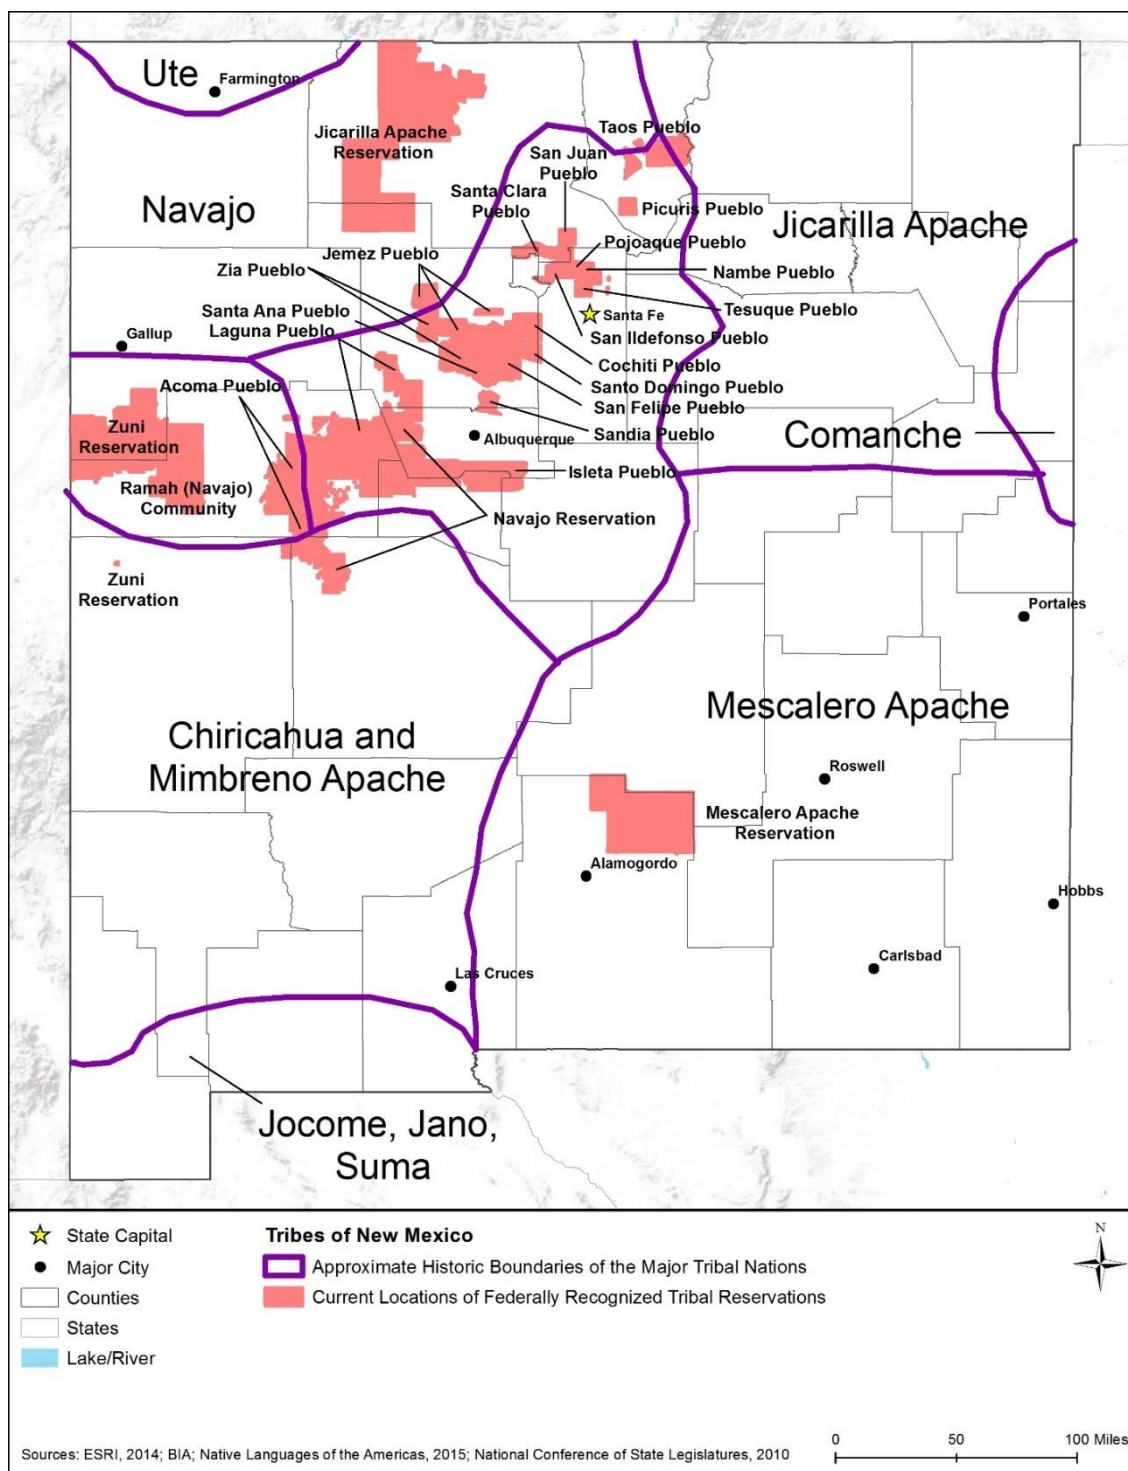 Ute
Farmington
Jicarilla Apache
Reservation
Taos Pueblo
San Juan
Pueblo
Santa Clara
Pueblo
Navajo
Picuris Pueblo
Jicarilla Apache
Pojoaque Pueblo
Jemez Pueblo
Zia Pueblo
Nambe Pueblo
Santa Ana Pueblo
Tesuque Pueblo
Santa Fe
Laguna Pueblo
Gallup
San Ildefonso Pueblo
Cochiti Pueblo
Acoma Pueblo
Santo Domingo Pueblo
San Felipe Pueblo
Zuni
Reservation
Sandia Pueblo
Albuquerque
Comanche
Isleta Pueblo
Ramah (Navajo)
Community
Navajo Reservation
Zuni
Reservation
Portales
Mescalero Apache
Chiricahua and
Mimbreno Apache
Roswell
Mescalero Apache
Reservation
Alamogordo
Hobbs
Carlsbad
Las Cruces
Jocome, Jano,
Suma
State Capital
Major City
Counties
States
Lake/River
Tribes of New Mexico
Approximate Historic Boundaries of the Major Tribal Nations
Current Locations of Federally Recognized Tribal Reservations
N
Sources: ESRI, 2014; BIA; Native Languages of the Americas, 2015; National Conference of State Legislatures, 2010
0 50 100 Miles